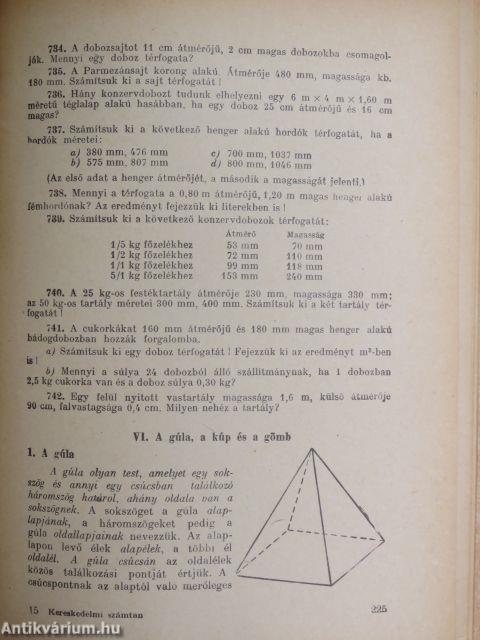 734. A dobozsajtot 11 cm átmérőjű, 2 cm magas dobozokba csomagol-
ják. Mennyi egy doboz térfogata?
735. A Parmezánsajt korong alakú. Átmérője 480 mm, magassága kb.
180 mm. Számítsuk ki a sajt térfogatát!
736. Hány konzervdobozt tudunk elhelyezni egy 6 m × 4 m × 1,60 m
méretű téglalap alakú hasábban, ha egy doboz 25 cm átmérőjű és 16 cm
magas?
737. Számítsuk ki a következő henger alakú hordók térfogatát, ha a
hordók méretei:
a) 380 mm, 476 mm c) 700 mm, 1037 mm
b) 575 mm, 807 mm d) 800 mm, 1046 mm
(Az első adat a henger átmérőjét, a második a magasságát jelenti.)
738. Mennyi a térfogata a 0,80 m átmérőjű, 1,20 m magas henger alakú
fémhordónak? Az eredményt fejezzük ki literekben is!
739. Számítsuk ki a következő konzervdobozok térfogatát:
Átmérő Magasság
1/5 kg főzelékhez 53 mm 70 mm
1/2 kg főzelékhez 72 mm 110 mm
1/1 kg főzelékhez 99 mm 118 mm
5/1 kg főzelékhez 153 mm 240 mm
740. A 25 kg-os festéktartály átmérője 230 mm, magassága 330 mm;
az 50 kg-os tartály méretei 300 mm, 400 mm. Számítsuk ki a két tartály tér-
fogatát!
741. A cukorkákat 160 mm átmérőjű és 180 mm magas henger alakú
bádogdobozban hozzák forgalomba.
a) Számítsuk ki egy doboz térfogatát! Fejezzük ki az eredményt m³-ben
is!
b) Mennyi a súlya 24 dobozból álló szállítmánynak, ha 1 dobozban
2,5 kg cukorka van és a doboz súlya 0,30 kg?
742. Egy felül nyitott vastartály magassága 1,6 m, külső átmérője
90 cm, falvastagsága 0,4 cm. Milyen nehéz a tartály?
VI. A gúla, a kúp és a gömb
1. A gúla
A gúla olyan test, amelyet egy sok-
szög és annyi egy csúcsban találkozó
háromszög határol, ahány oldala van a
sokszögnek. A sokszöget a gúla alap-
lapjának, a háromszögeket pedig a
gúla oldallapjainak nevezzük. Az alap-
lapon levő élek alapélek, a többi él
oldalél. A gúla csúcsán az oldalélek
közös találkozási pontját értjük. A
csúcspontnak az alaptól való merőleges
15 Kereskedelmi számtan 225
Antikvárium.hu